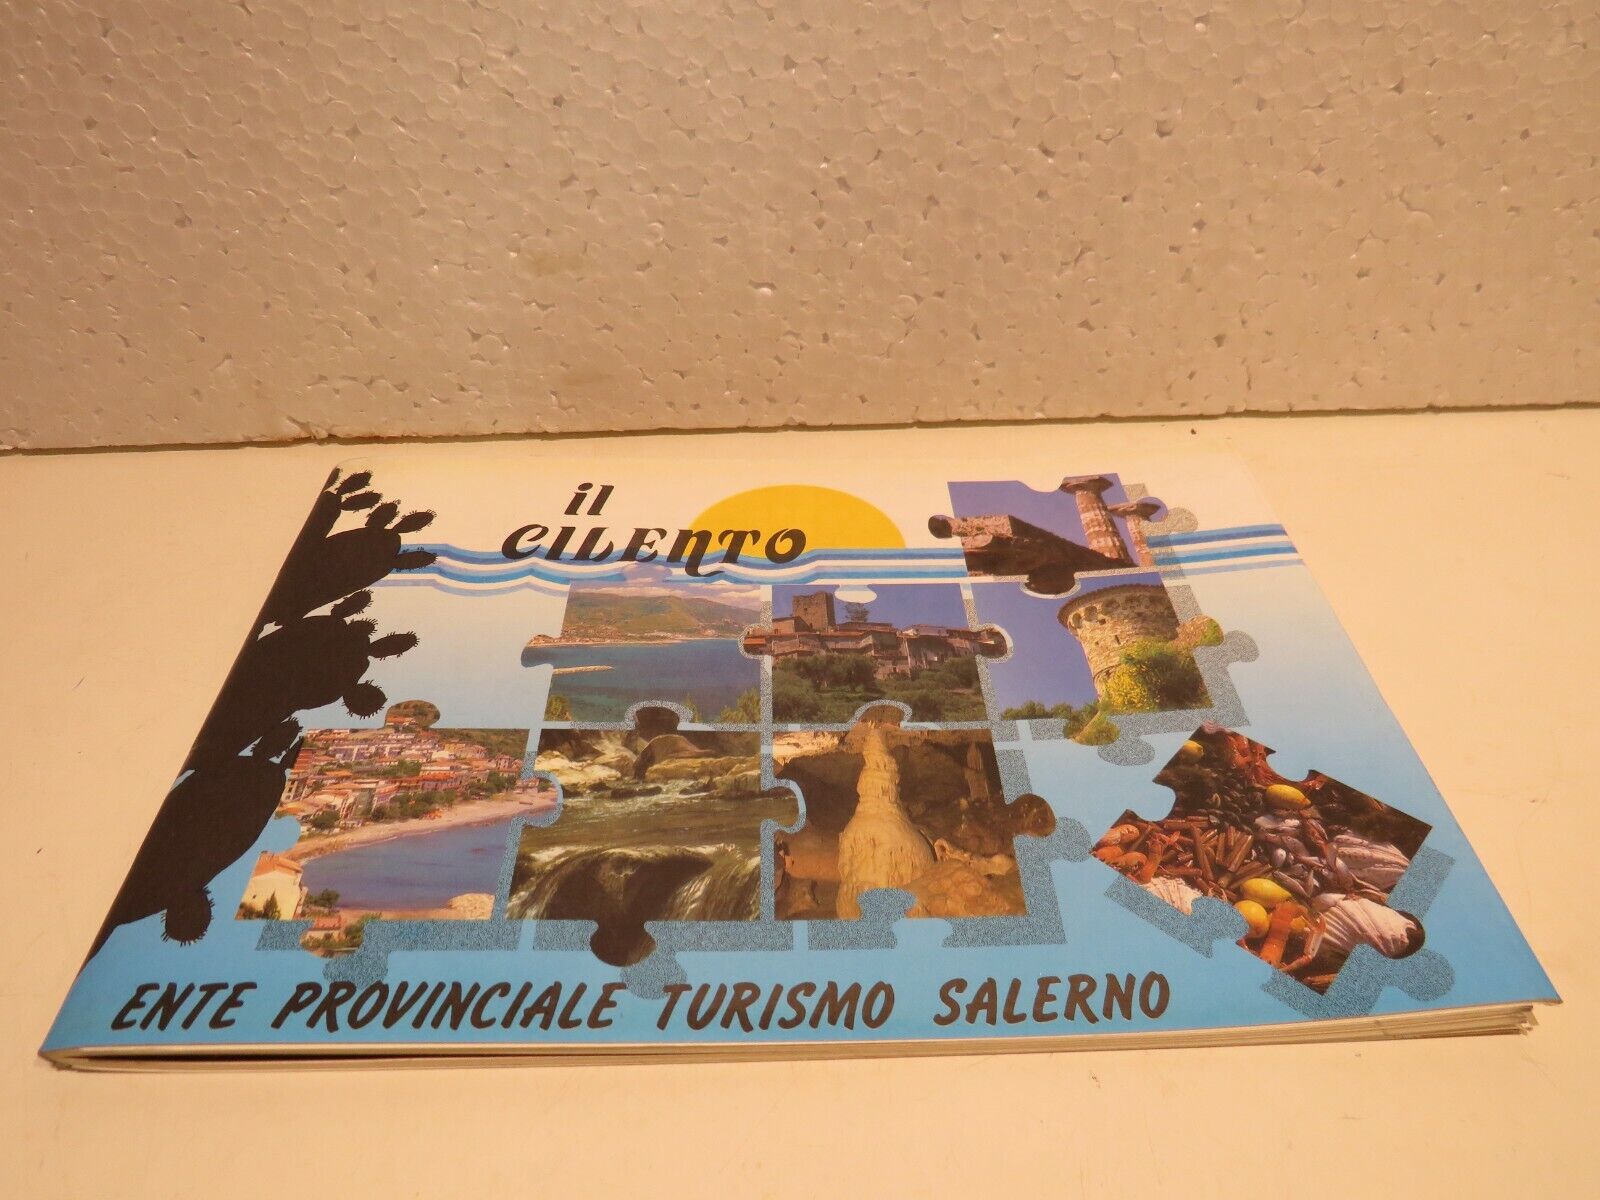 il
CILENTO
ENTE PROVINCIALE TURISMO SALERNO